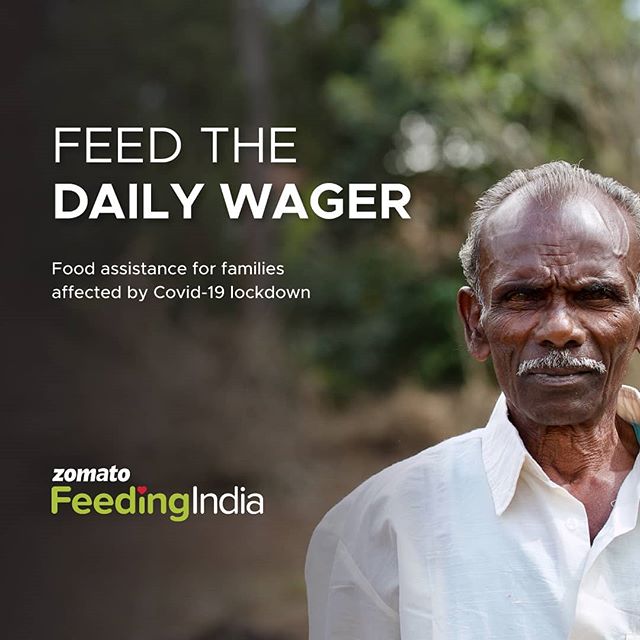 FEED THE
DAILY WAGER
Food assistance for families
affected by Covid-19 lockdown
zomato
FeedingIndia